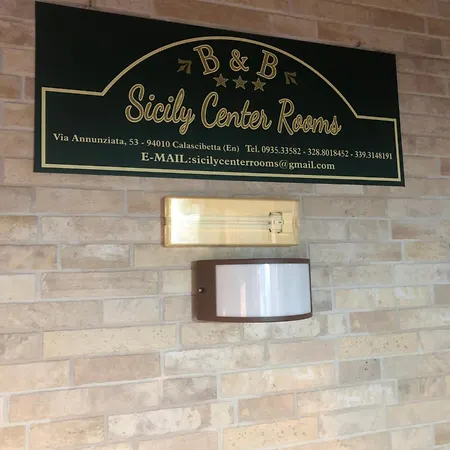 B & B
Sicily Center Rooms
Via Annunziata, 53 - 94010 Calascibetta (En) Tel. 0935.33582 - 328.8018452 - 339.3148191
E-MAIL:sicilycenterrooms@gmail.com